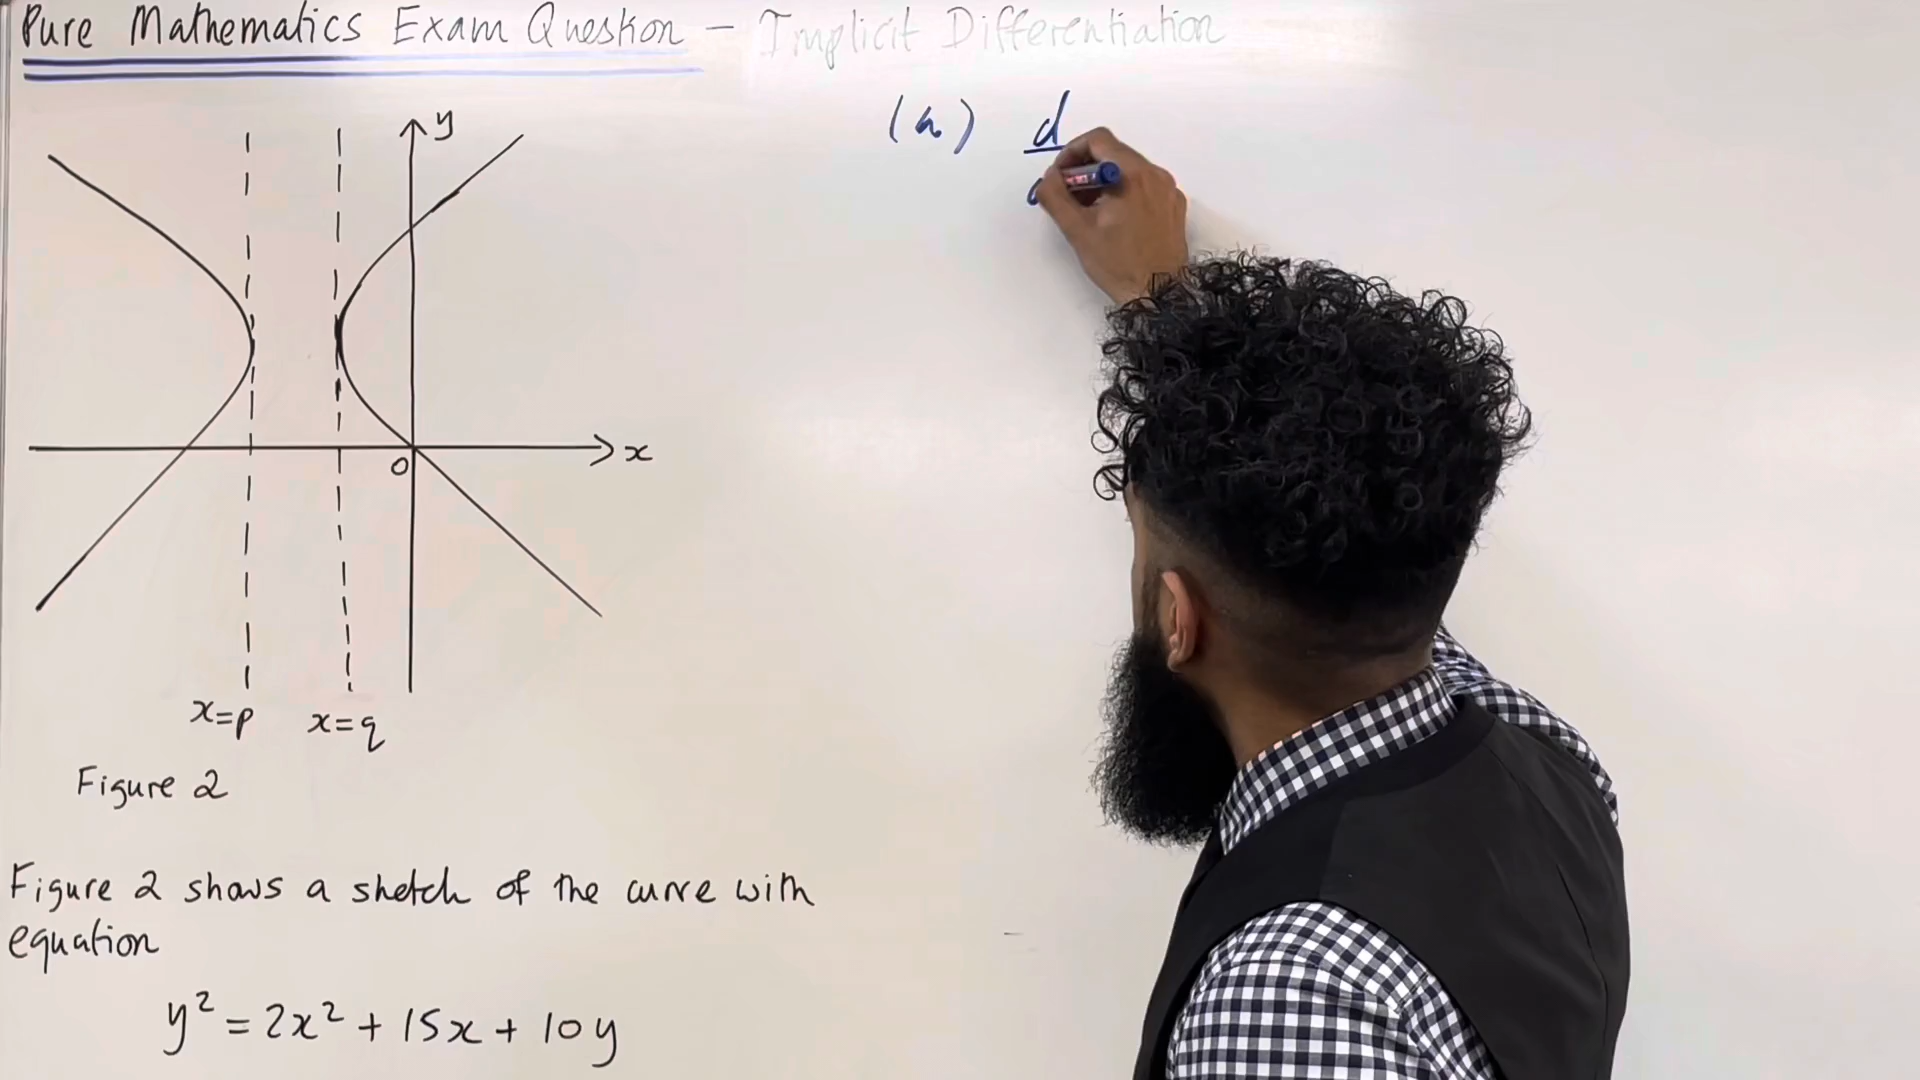 Pure Mathematics Exam Question – Implicit Differentiation
(a) d
y
x
O
x=p x=q
Figure 2
Figure 2 shows a sketch of the curve with
equation
y² = 2x² + 15x + 10y